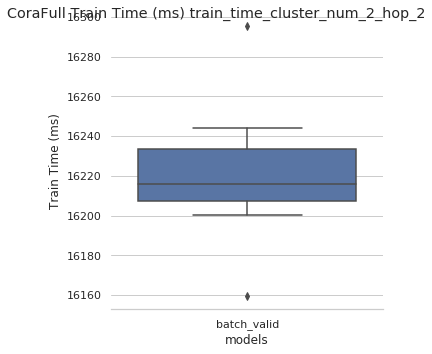 CoraFull Train Time (ms) train_time_cluster_num_2_hop_2
16300
16280
16260
16240
16220
16200
16180
16160
Train Time (ms)
batch_valid
models